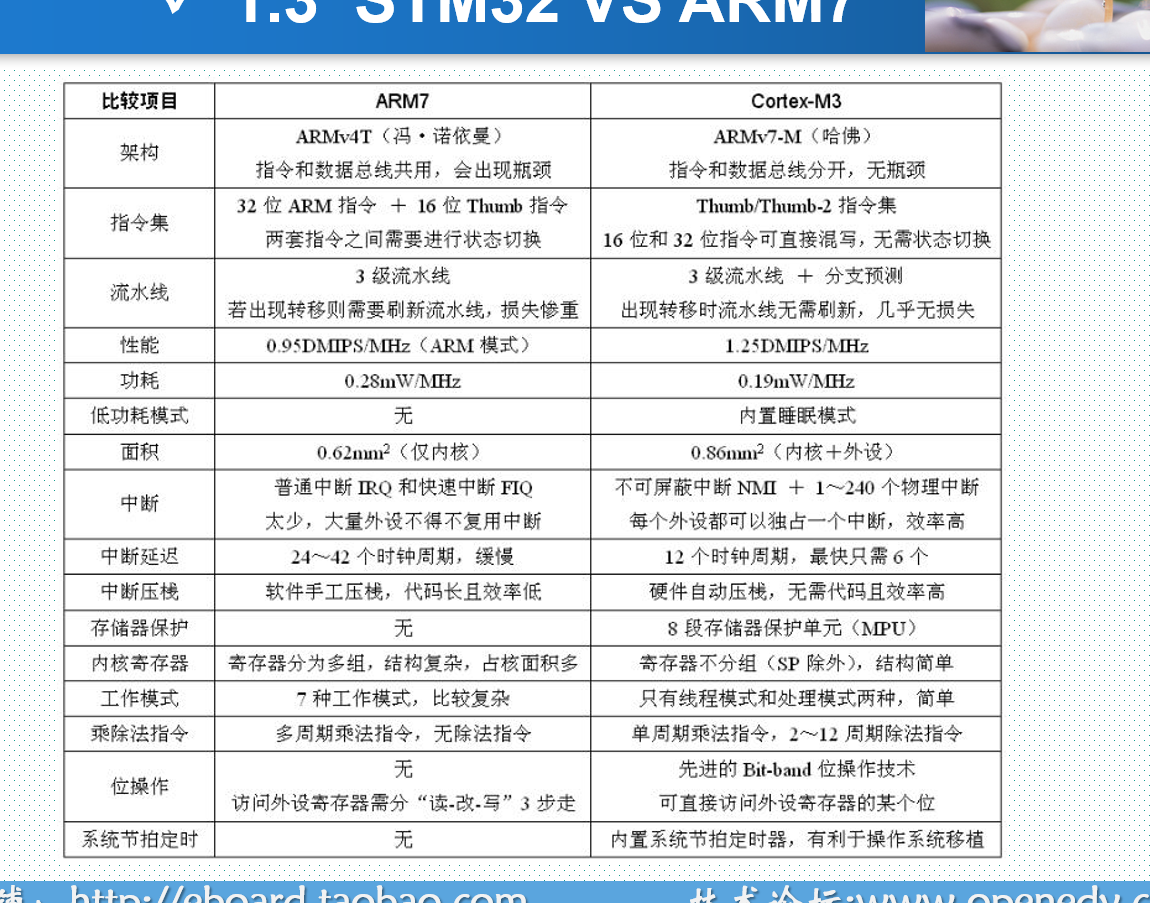 ✓ 1.3 STM32 VS ARM7
比较项目 ARM7 Cortex-M3
架构 ARMv4T（冯·诺依曼） ARMv7-M（哈佛）
指令和数据总线共用，会出现瓶颈 指令和数据总线分开，无瓶颈
指令集 32 位 ARM 指令 ＋ 16 位 Thumb 指令 Thumb/Thumb-2 指令集
两套指令之间需要进行状态切换 16 位和 32 位指令可直接混写，无需状态切换
流水线 3 级流水线 3 级流水线 ＋ 分支预测
若出现转移则需要刷新流水线，损失惨重 出现转移时流水线无需刷新，几乎无损失
性能 0.95DMIPS/MHz（ARM 模式） 1.25DMIPS/MHz
功耗 0.28mW/MHz 0.19mW/MHz
低功耗模式 无 内置睡眠模式
面积 0.62mm²（仅内核） 0.86mm²（内核＋外设）
中断 普通中断 IRQ 和快速中断 FIQ 不可屏蔽中断 NMI ＋ 1～240 个物理中断
太少，大量外设不得不复用中断 每个外设都可以独占一个中断，效率高
中断延迟 24～42 个时钟周期，缓慢 12 个时钟周期，最快只需 6 个
中断压栈 软件手工压栈，代码长且效率低 硬件自动压栈，无需代码且效率高
存储器保护 无 8 段存储器保护单元（MPU）
内核寄存器 寄存器分为多组，结构复杂，占核面积多 寄存器不分组（SP 除外），结构简单
工作模式 7 种工作模式，比较复杂 只有线程模式和处理模式两种，简单
乘除法指令 多周期乘法指令，无除法指令 单周期乘法指令，2～12 周期除法指令
位操作 无 先进的 Bit-band 位操作技术
访问外设寄存器需分“读-改-写”3 步走 可直接访问外设寄存器的某个位
系统节拍定时 无 内置系统节拍定时器，有利于操作系统移植
铺：http://eboard.taobao.com 技术论坛:www.openedv.c